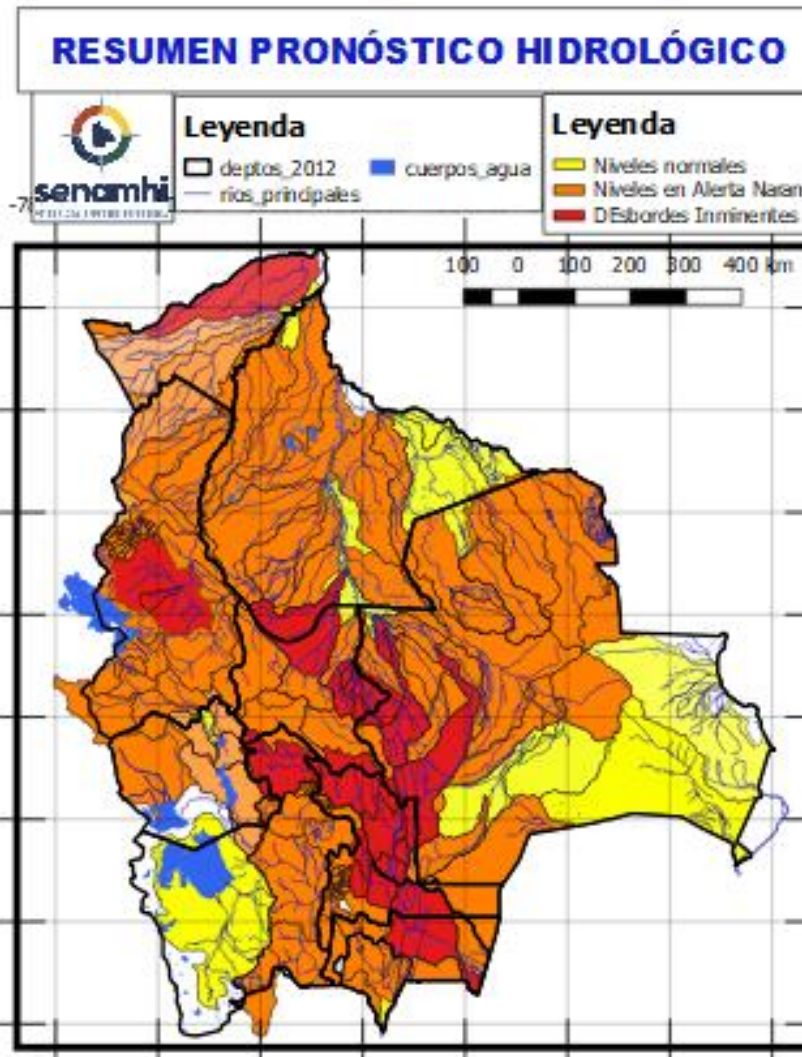 RESUMEN PRONÓSTICO HIDROLÓGICO
senamhi
Leyenda
deptos_2012
cuerpos_agua
rios_principales
Leyenda
Niveles normales
Niveles en Alerta Naran
DEsbordes Inminentes
100 0 100 200 300 400 km